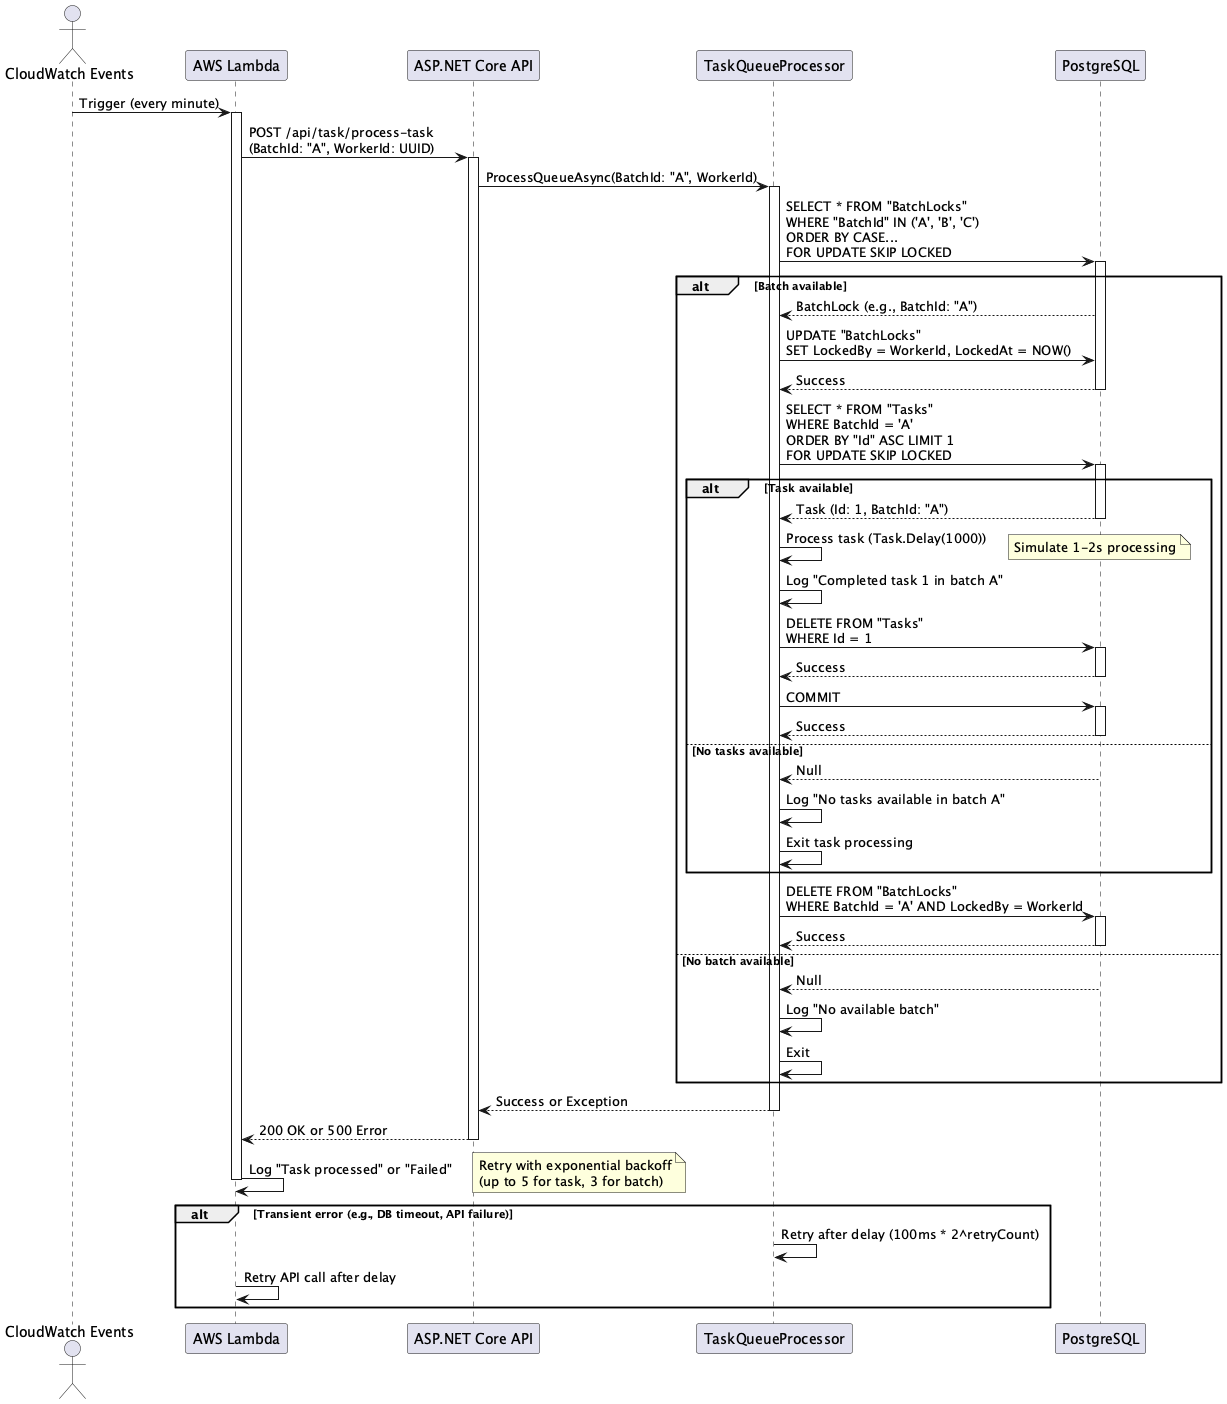 CloudWatch Events
AWS Lambda
ASP.NET Core API
TaskQueueProcessor
PostgreSQL
Trigger (every minute)
POST /api/task/process-task
(BatchId: "A", WorkerId: UUID)
ProcessQueueAsync(BatchId: "A", WorkerId)
SELECT * FROM "BatchLocks"
WHERE "BatchId" IN ('A', 'B', 'C')
ORDER BY CASE...
FOR UPDATE SKIP LOCKED
alt
[Batch available]
BatchLock (e.g., BatchId: "A")
UPDATE "BatchLocks"
SET LockedBy = WorkerId, LockedAt = NOW()
Success
SELECT * FROM "Tasks"
WHERE BatchId = 'A'
ORDER BY "Id" ASC LIMIT 1
FOR UPDATE SKIP LOCKED
alt
[Task available]
Task (Id: 1, BatchId: "A")
Process task (Task.Delay(1000))
Simulate 1-2s processing
Log "Completed task 1 in batch A"
DELETE FROM "Tasks"
WHERE Id = 1
Success
COMMIT
Success
[No tasks available]
Null
Log "No tasks available in batch A"
Exit task processing
DELETE FROM "BatchLocks"
WHERE BatchId = 'A' AND LockedBy = WorkerId
Success
[No batch available]
Null
Log "No available batch"
Exit
Success or Exception
200 OK or 500 Error
Log "Task processed" or "Failed"
Retry with exponential backoff
(up to 5 for task, 3 for batch)
alt
[Transient error (e.g., DB timeout, API failure)]
Retry after delay (100ms * 2^retryCount)
Retry API call after delay
CloudWatch Events
AWS Lambda
ASP.NET Core API
TaskQueueProcessor
PostgreSQL